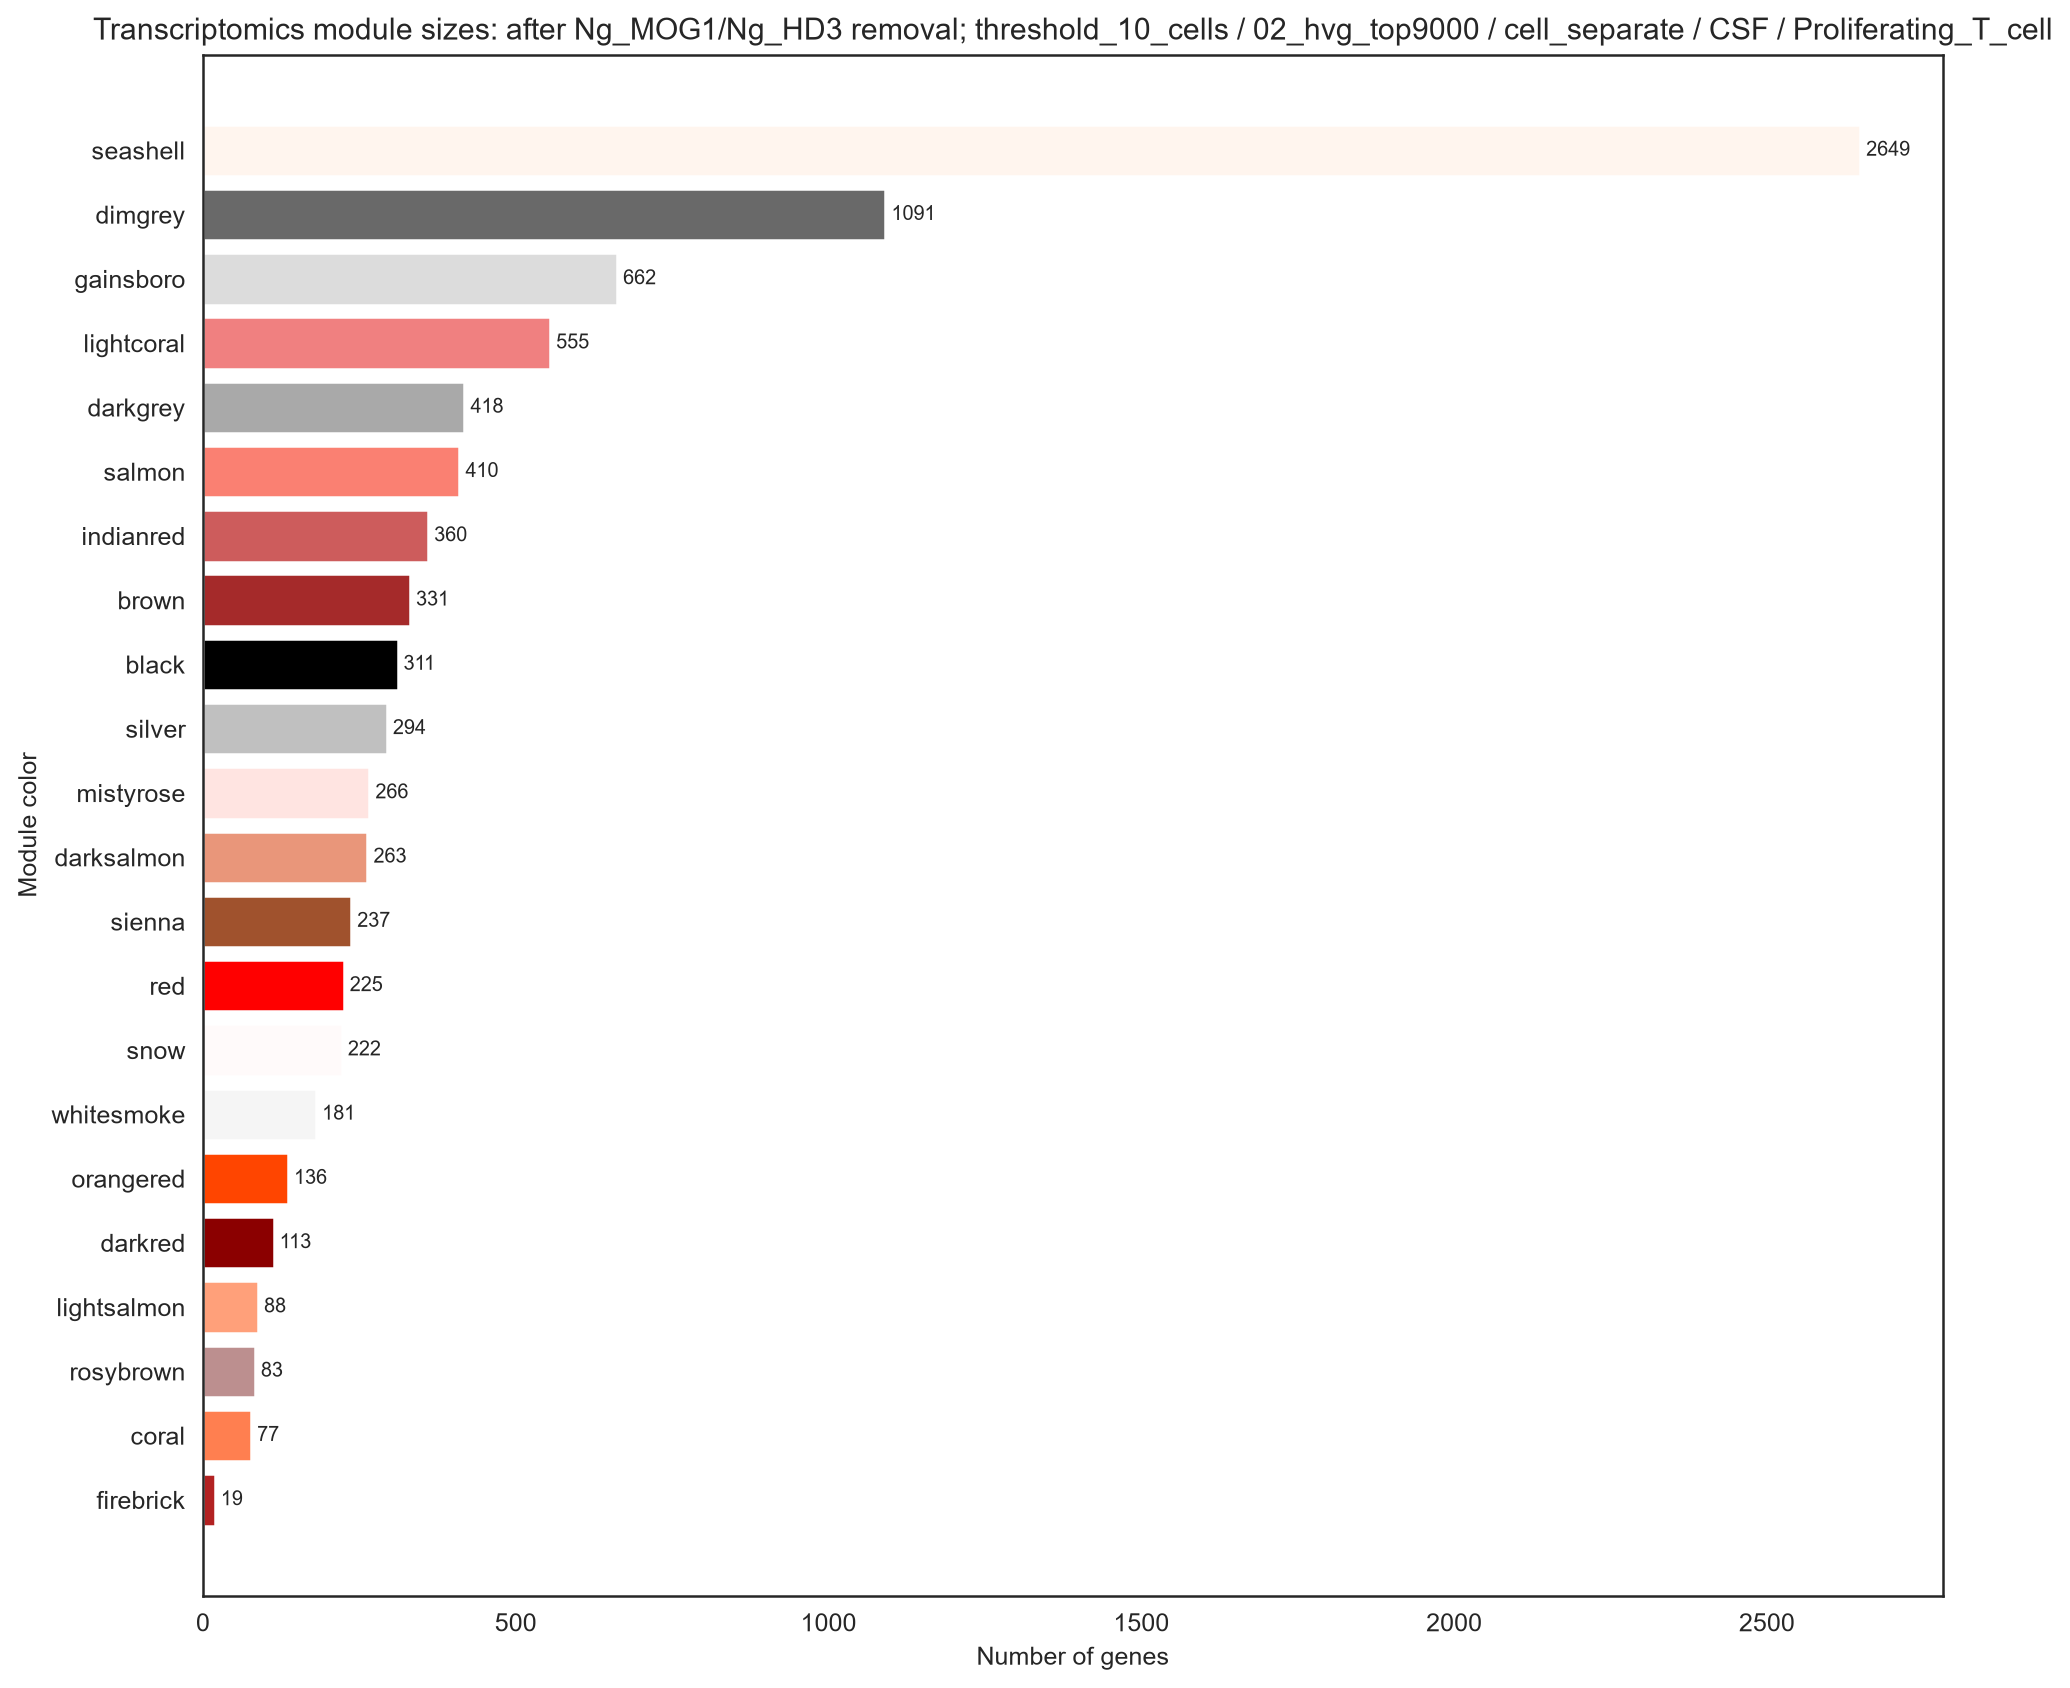 Transcriptomics module sizes: after Ng_MOG1/Ng_HD3 removal; threshold_10_cells / 02_hvg_top9000 / cell_separate / CSF / Proliferating_T_cell
seashell 2649
dimgrey 1091
gainsboro 662
lightcoral 555
darkgrey 418
salmon 410
indianred 360
brown 331
black 311
silver 294
mistyrose 266
darksalmon 263
sienna 237
red 225
snow 222
whitesmoke 181
orangered 136
darkred 113
lightsalmon 88
rosybrown 83
coral 77
firebrick 19
Module color
0 500 1000 1500 2000 2500
Number of genes